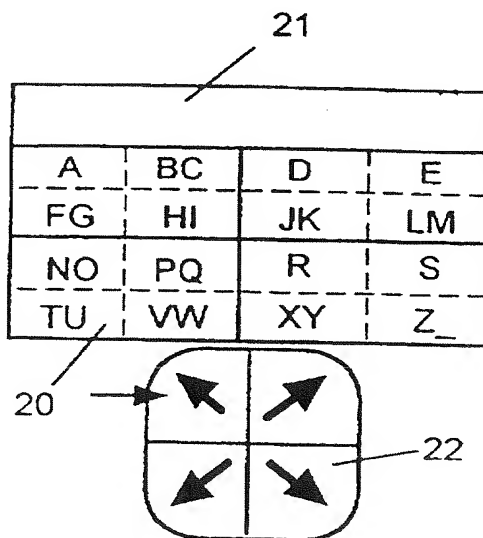 21
A BC D E
FG HI JK LM
NO PQ R S
TU VW XY Z_
20
22